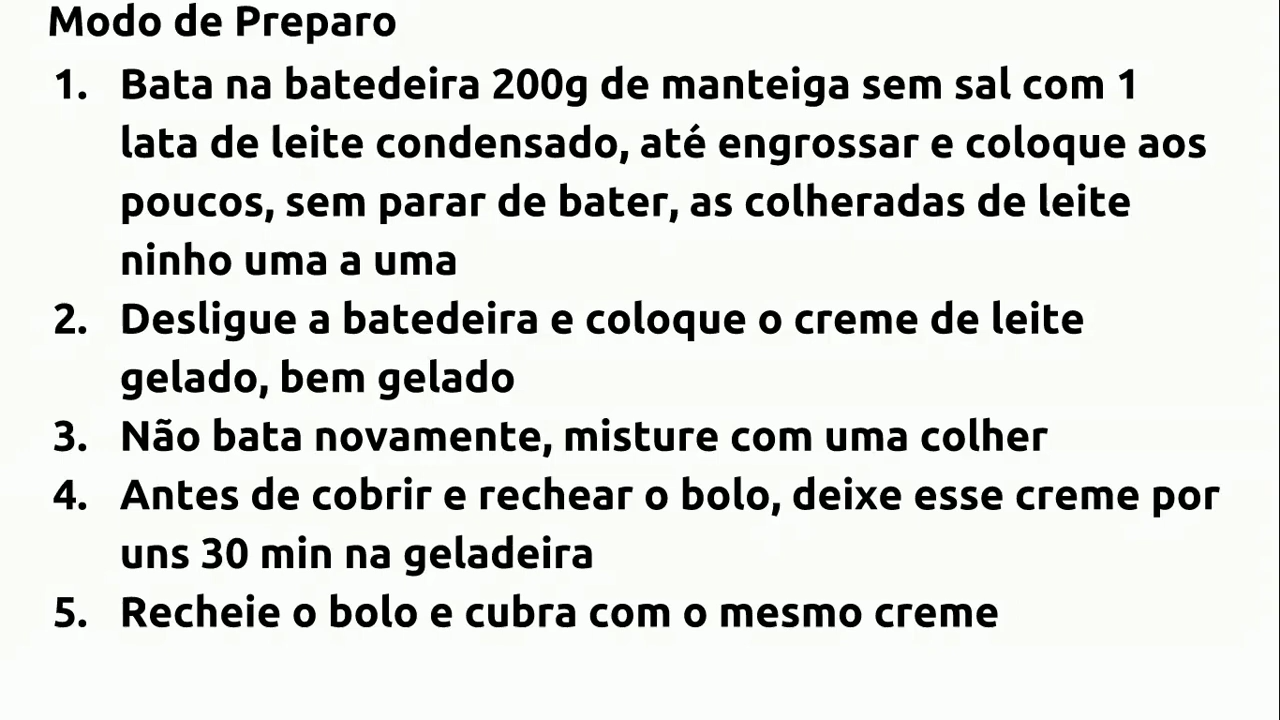 Modo de Preparo
1. Bata na batedeira 200g de manteiga sem sal com 1
lata de leite condensado, até engrossar e coloque aos
poucos, sem parar de bater, as colheradas de leite
ninho uma a uma
2. Desligue a batedeira e coloque o creme de leite
gelado, bem gelado
3. Não bata novamente, misture com uma colher
4. Antes de cobrir e rechear o bolo, deixe esse creme por
uns 30 min na geladeira
5. Recheie o bolo e cubra com o mesmo creme